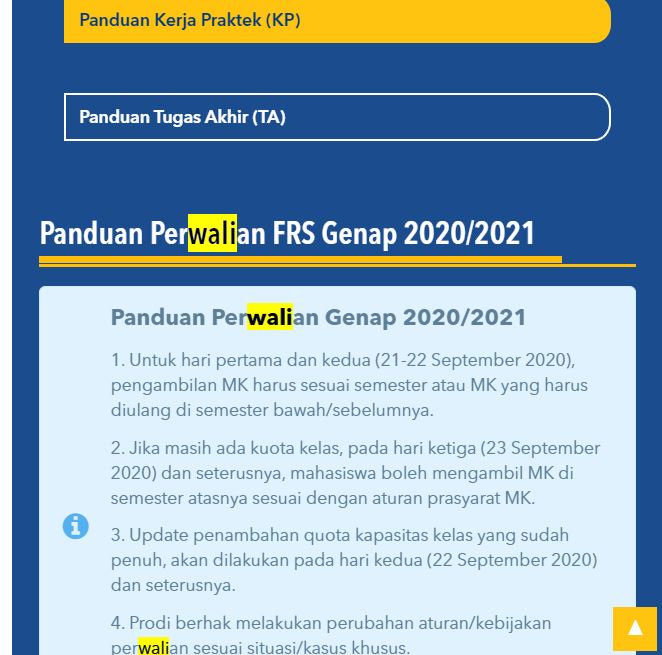 Panduan Kerja Praktek (KP)
Panduan Tugas Akhir (TA)
Panduan Perwalian FRS Genap 2020/2021
Panduan Perwalian Genap 2020/2021
1. Untuk hari pertama dan kedua (21-22 September 2020),
pengambilan MK harus sesuai semester atau MK yang harus
diulang di semester bawah/sebelumnya.
2. Jika masih ada kuota kelas, pada hari ketiga (23 September
2020) dan seterusnya, mahasiswa boleh mengambil MK di
semester atasnya sesuai dengan aturan prasyarat MK.
3. Update penambahan quota kapasitas kelas yang sudah
penuh, akan dilakukan pada hari kedua (22 September 2020)
dan seterusnya.
4. Prodi berhak melakukan perubahan aturan/kebijakan
perwalian sesuai situasi/kasus khusus.